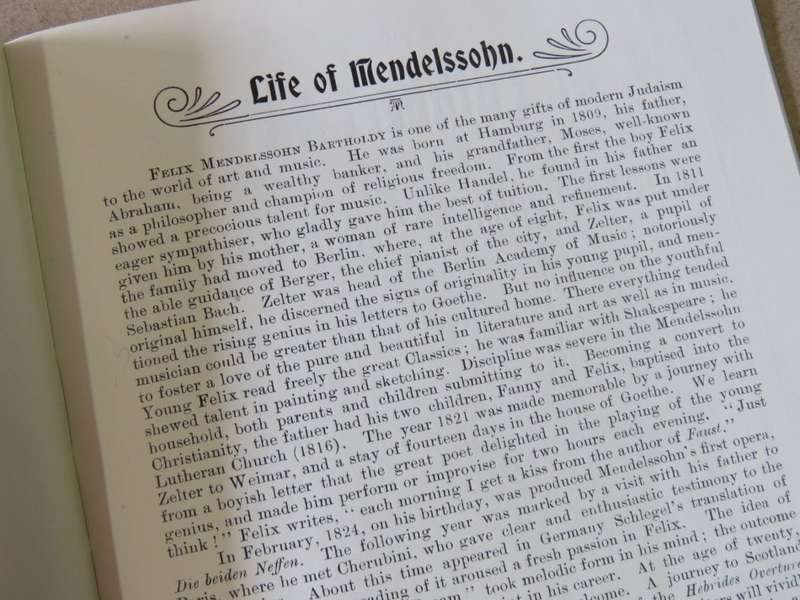 Life of Mendelssohn.
Felix Mendelssohn Bartholdy is one of the many gifts of modern Judaism
to the world of art and music. He was born at Hamburg in 1809, his father,
Abraham, being a wealthy banker, and his grandfather, Moses, well-known
as a philosopher and champion of religious freedom. From the first the boy Felix
showed a precocious talent for music. Unlike Handel, he found in his father an
eager sympathiser, who gladly gave him the best of tuition. The first lessons were
given him by his mother, a woman of rare intelligence and refinement. In 1811
the family had moved to Berlin, where, at the age of eight, Felix was put under
the able guidance of Berger, the chief pianist of the city, and Zelter, a pupil of
Sebastian Bach. Zelter was head of the Berlin Academy of Music; notoriously
original himself, he discerned the signs of originality in his young pupil, and men-
tioned the rising genius in his letters to Goethe. But no influence on the youthful
musician could be greater than that of his cultured home. There everything tended
to foster a love of the pure and beautiful in literature and art as well as in music.
Young Felix read freely the great Classics; he was familiar with Shakespeare; he
shewed talent in painting and sketching. Discipline was severe in the Mendelssohn
household, both parents and children submitting to it. Becoming a convert to
Christianity, the father had his two children, Fanny and Felix, baptised into the
Lutheran Church (1816). The year 1821 was made memorable by a journey with
Zelter to Weimar, and a stay of fourteen days in the house of Goethe. We learn
from a boyish letter that the great poet delighted in the playing of the young
genius, and made him perform or improvise for two hours each evening. "Just
think!" Felix writes, "each morning I get a kiss from the author of Faust."
In February, 1824, on his birthday, was produced Mendelssohn's first opera,
Die beiden Neffen. The following year was marked by a visit with his father to
Paris, where he met Cherubini, who gave clear and enthusiastic testimony to the
About this time appeared in Germany Schlegel's translation of
reading of it aroused a fresh passion in Felix. The idea of
took melodic form in his mind; the outcome
in his career. At the age of twenty,
A journey to Scotland
of the Hebrides Overture
will vividly